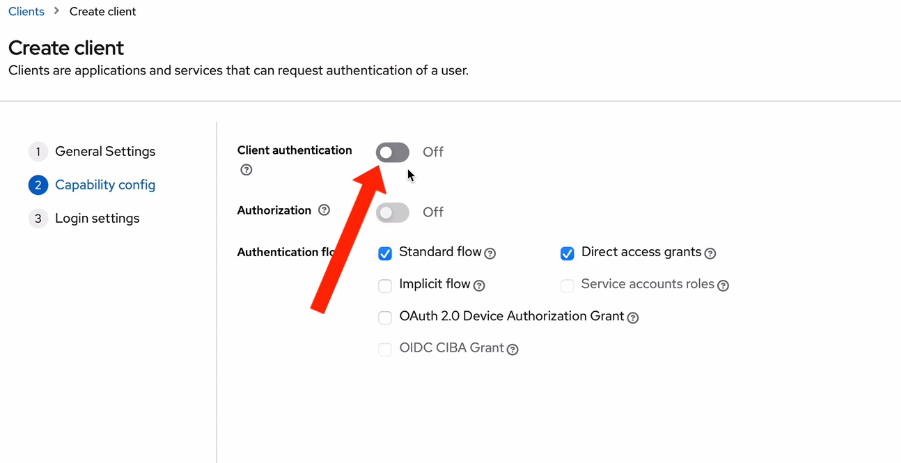 Clients > Create client
Create client
Clients are applications and services that can request authentication of a user.
1 General Settings
2 Capability config
3 Login settings
Client authentication Off
Authorization Off
Authentication flo
Standard flow Direct access grants
Implicit flow Service accounts roles
OAuth 2.0 Device Authorization Grant
OIDC CIBA Grant